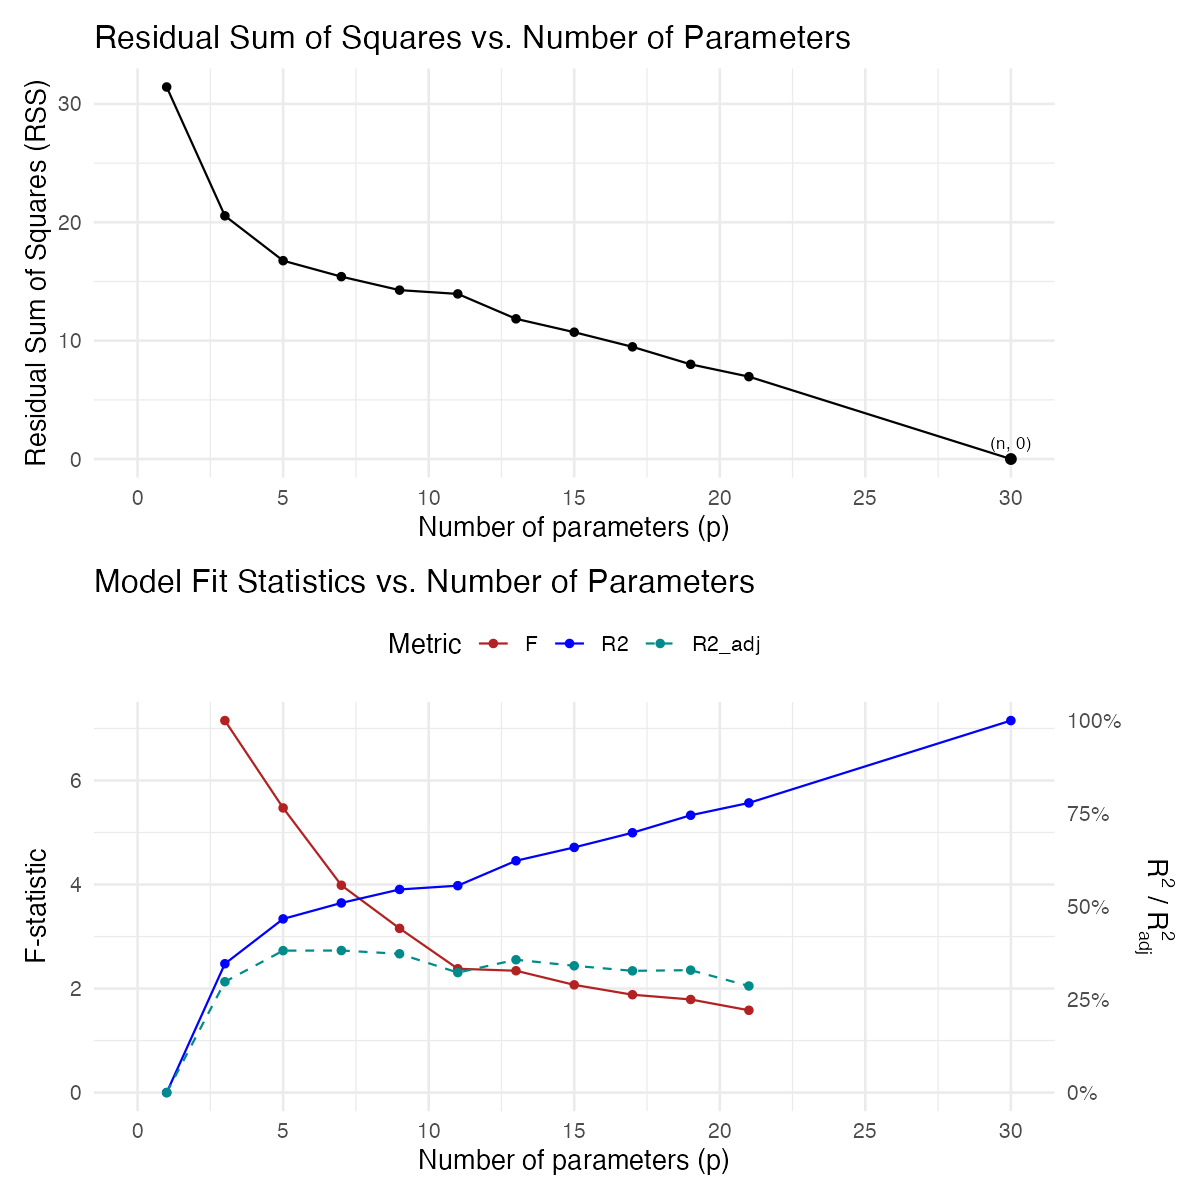 Residual Sum of Squares vs. Number of Parameters
Residual Sum of Squares (RSS)
30
20
10
0
(n, 0)
0 5 10 15 20 25 30
Number of parameters (p)
Model Fit Statistics vs. Number of Parameters
Metric F R2 R2_adj
F-statistic
6
4
2
0
100%
75%
50%
25%
0%
R² / R²adj
0 5 10 15 20 25 30
Number of parameters (p)